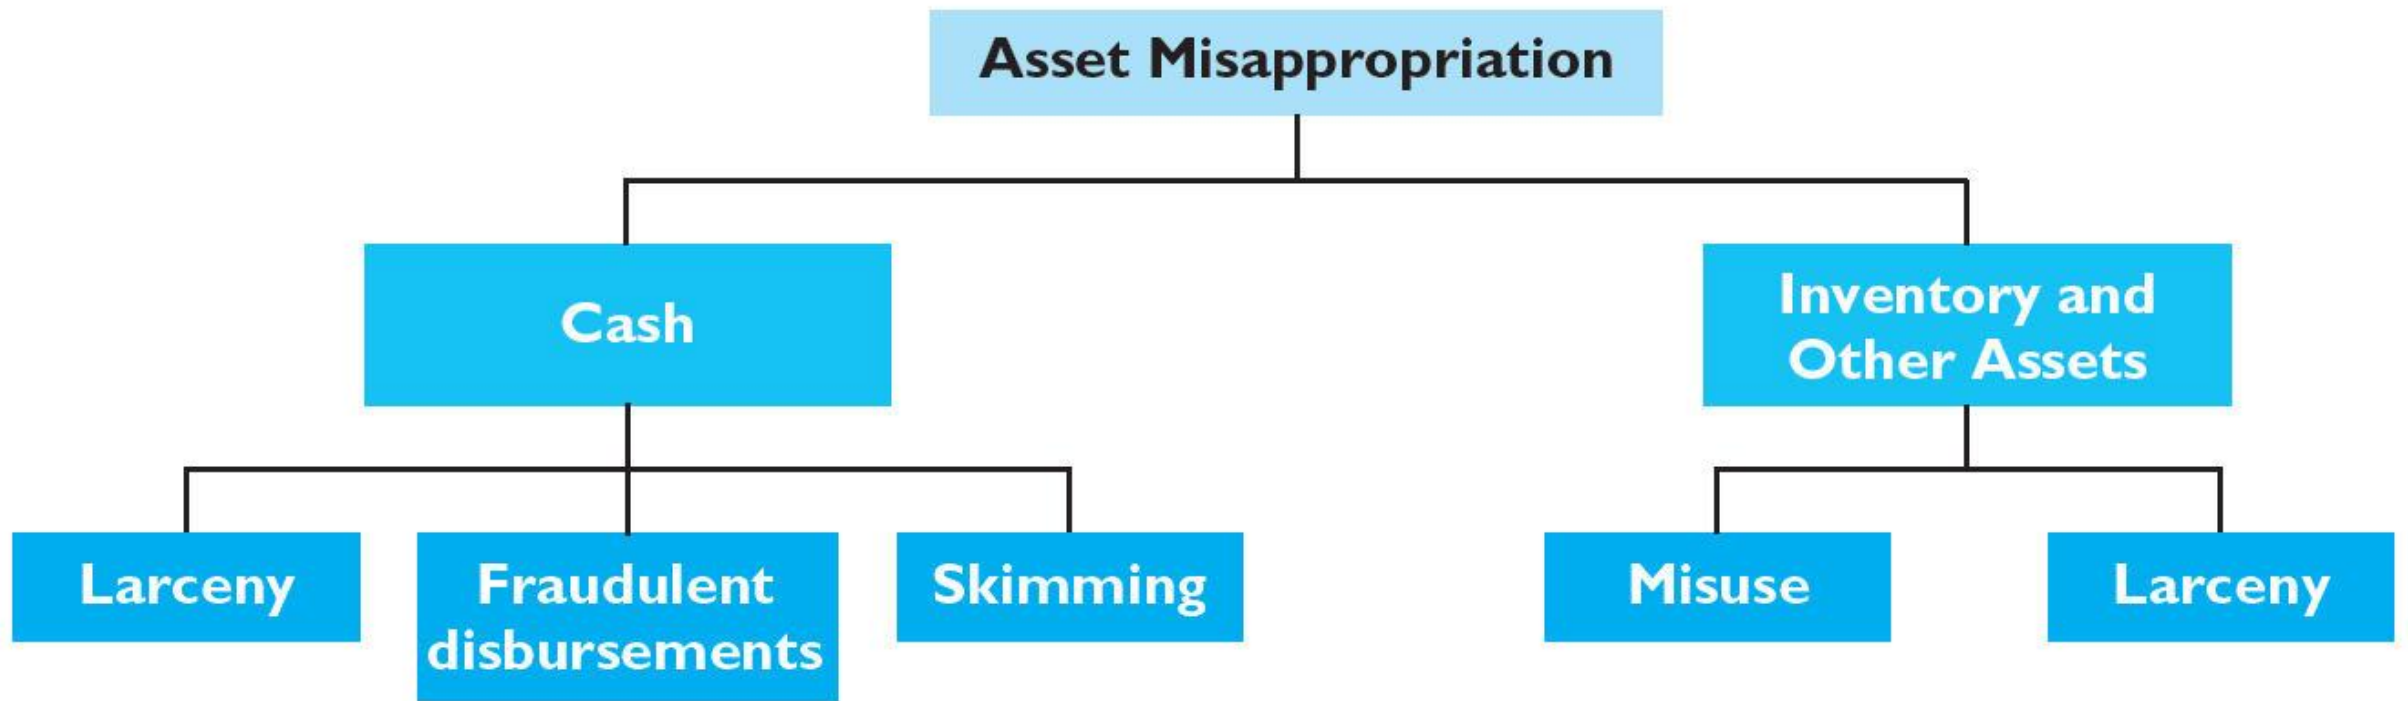 Asset Misappropriation
Cash
Inventory and
Other Assets
Larceny
Fraudulent
disbursements
Skimming
Misuse
Larceny